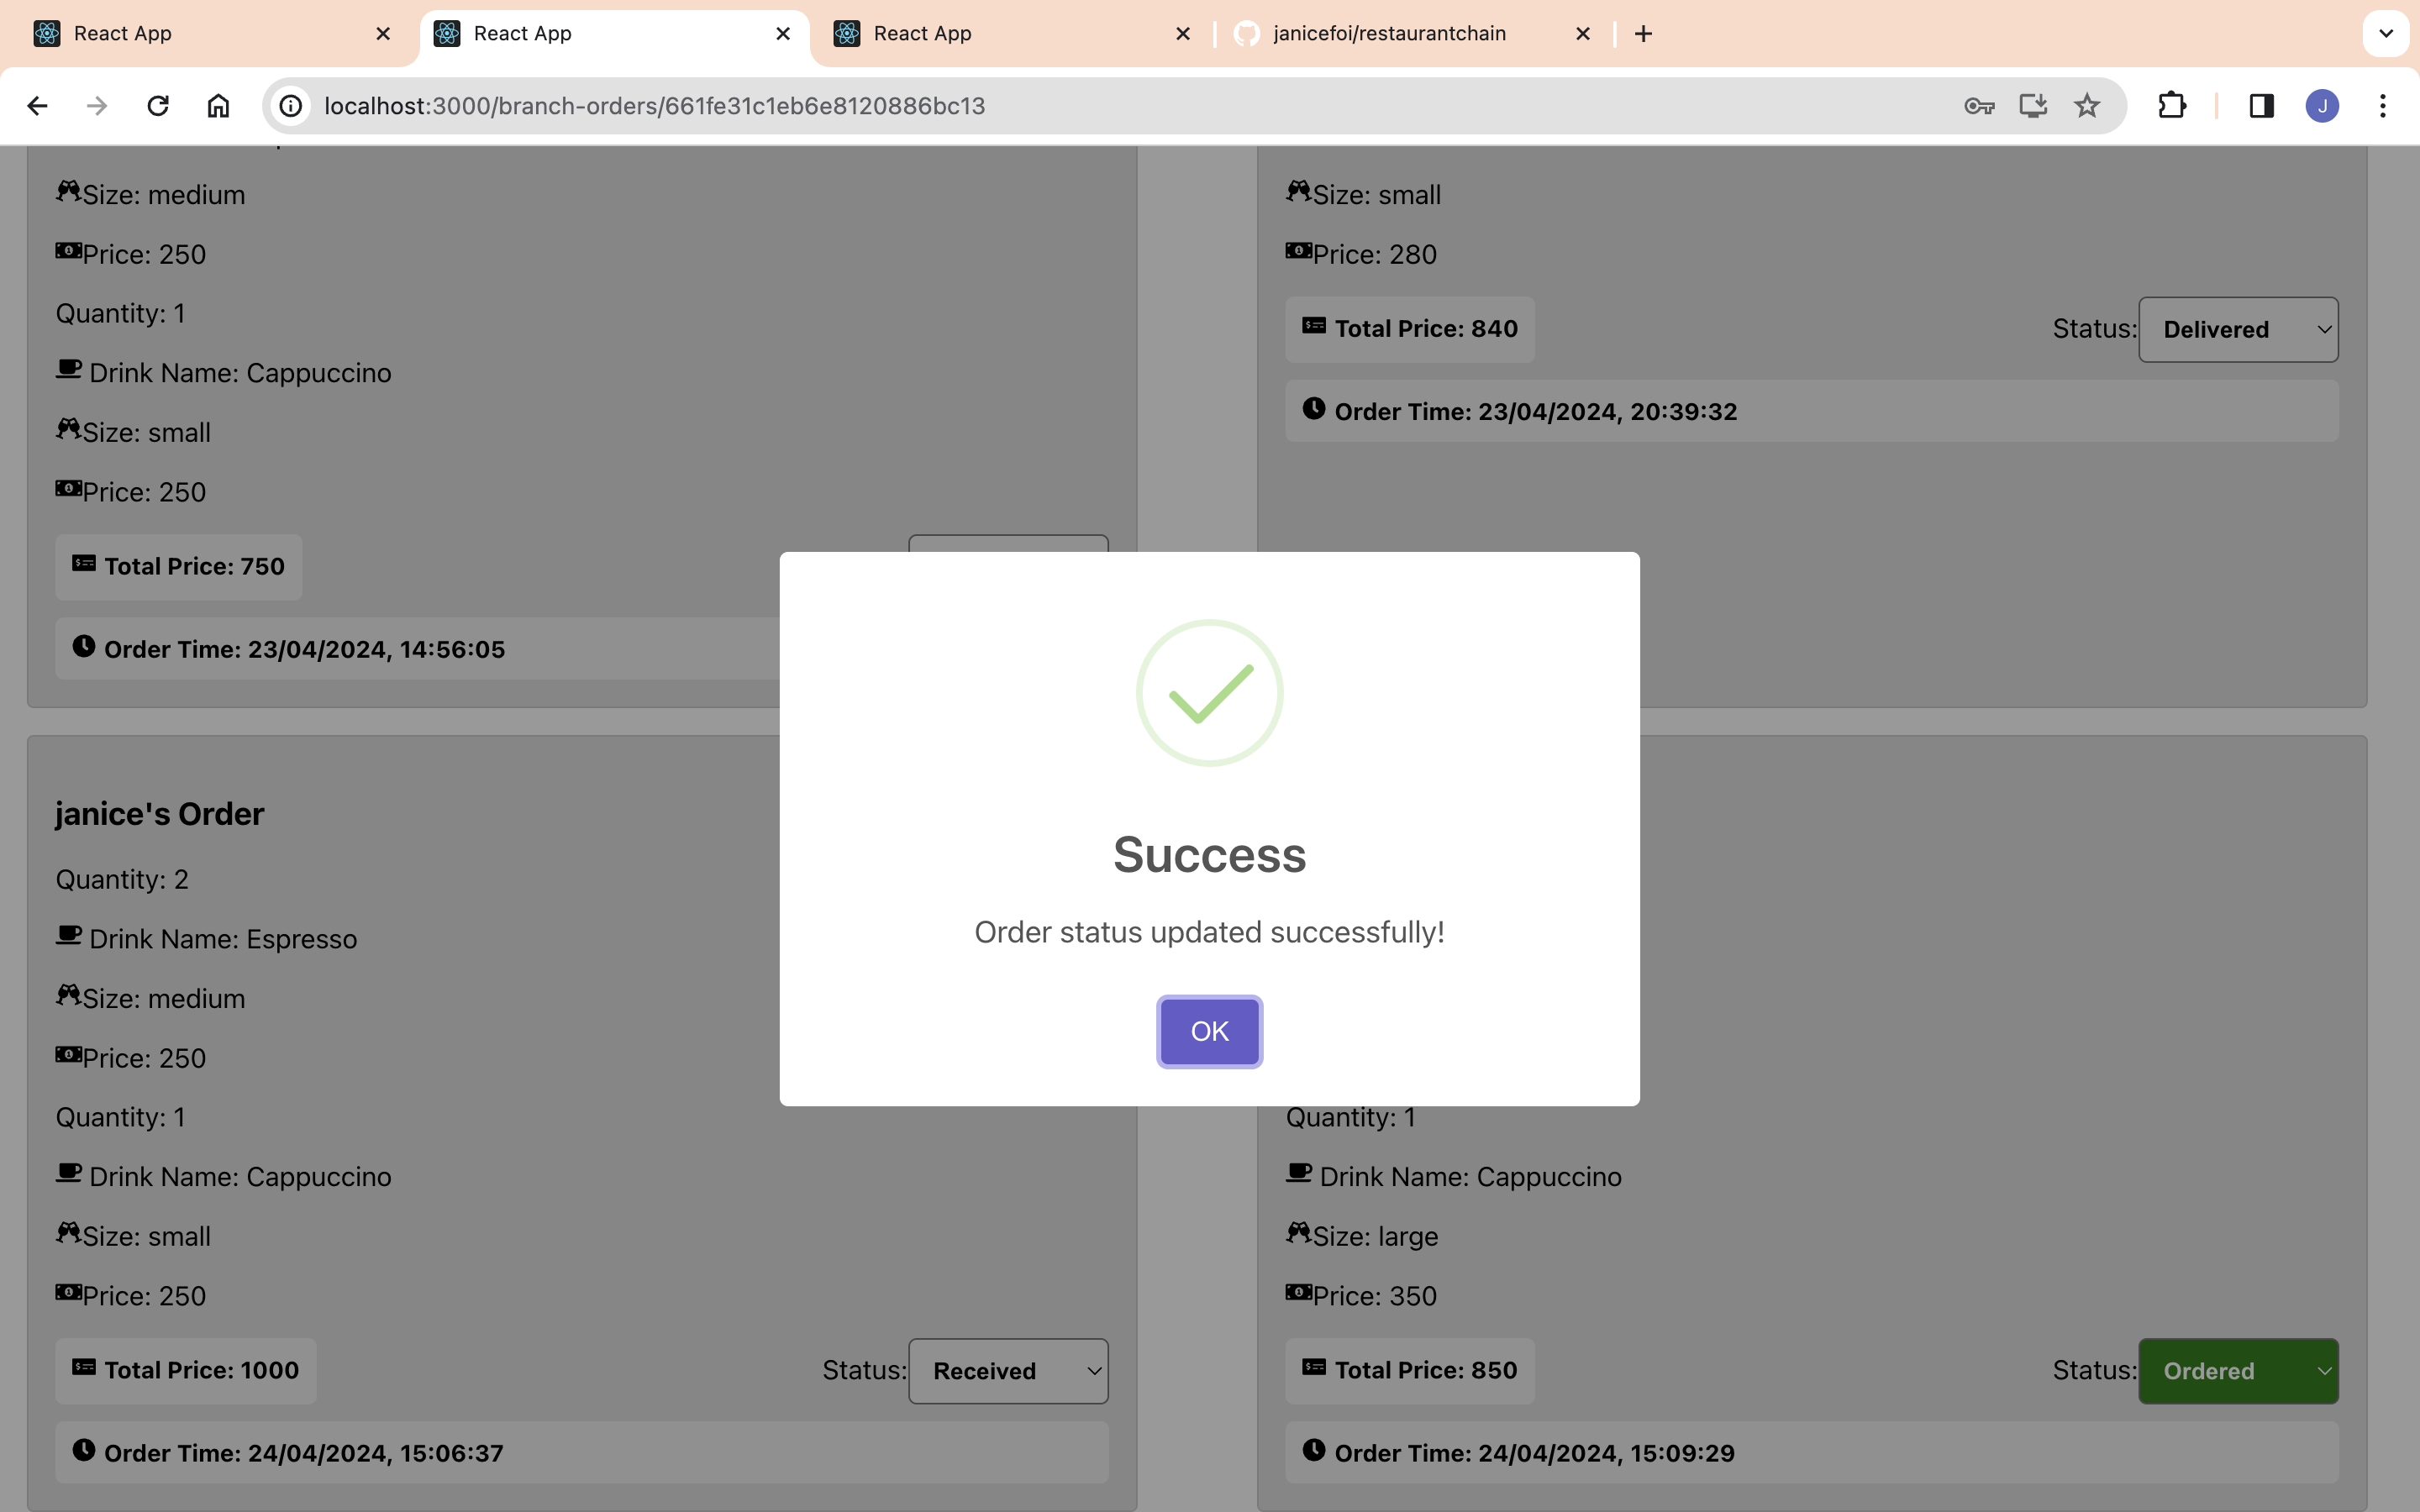 React App
React App
React App
janicefoi/restaurantchain
localhost:3000/branch-orders/661fe31c1eb6e8120886bc13
J
Size: medium
Price: 250
Quantity: 1
Drink Name: Cappuccino
Size: small
Price: 250
Total Price: 750
Order Time: 23/04/2024, 14:56:05
Size: small
Price: 280
Total Price: 840
Status: Delivered
Order Time: 23/04/2024, 20:39:32
Success
Order status updated successfully!
OK
janice's Order
Quantity: 2
Drink Name: Espresso
Size: medium
Price: 250
Quantity: 1
Drink Name: Cappuccino
Size: small
Price: 250
Total Price: 1000
Status: Received
Order Time: 24/04/2024, 15:06:37
Quantity: 1
Drink Name: Cappuccino
Size: large
Price: 350
Total Price: 850
Status: Ordered
Order Time: 24/04/2024, 15:09:29